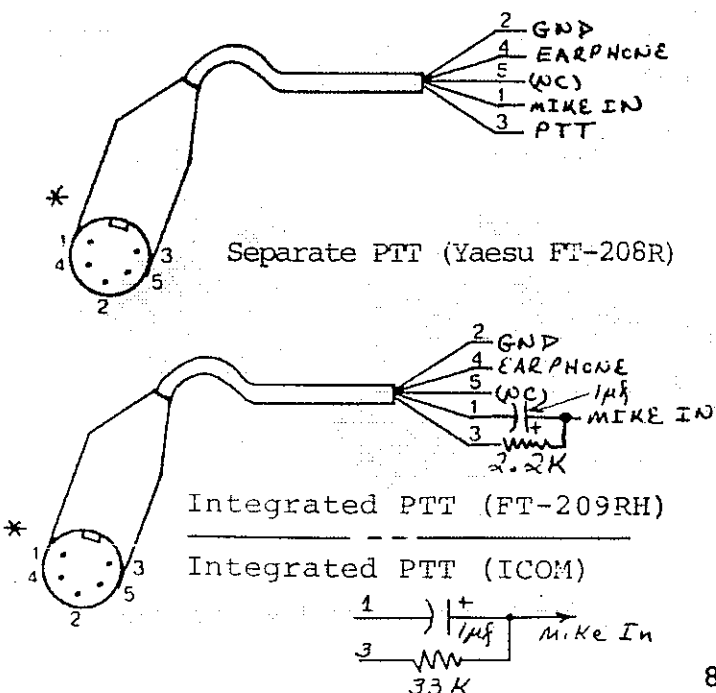 2 GND
4 EARPHONE
5 (NC)
1 MIKE IN
3 PTT
*
1
4
2
3
5
Separate PTT (Yaesu FT-208R)
2 GND
4 EARPHONE
5 (NC) 1μf
1 + MIKE IN
3
2.2K
*
1
4
2
3
5
Integrated PTT (FT-209RH)
Integrated PTT (ICOM)
1 +
1μf Mike In
3
33K
8